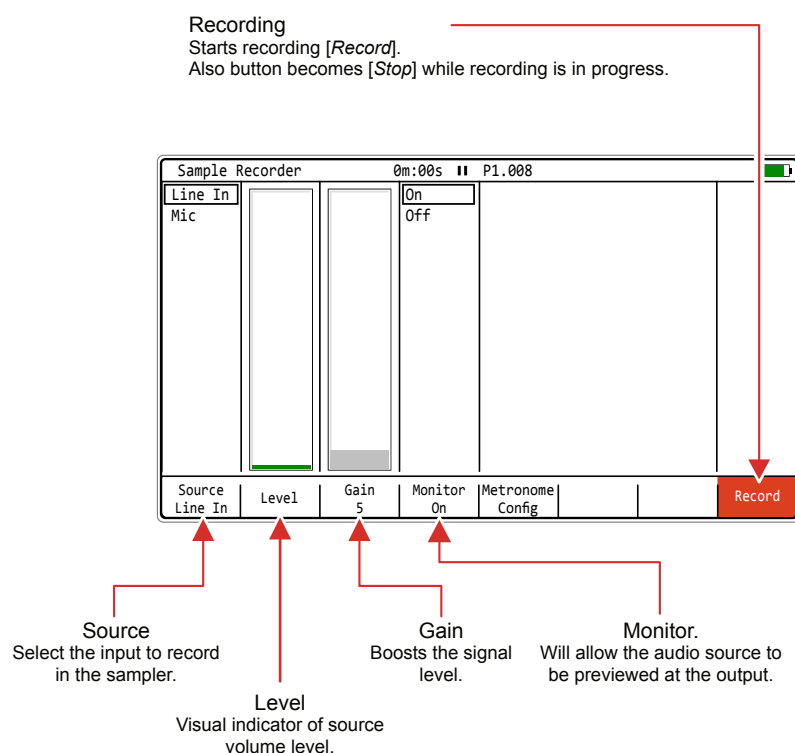 Recording
Starts recording [Record].
Also button becomes [Stop] while recording is in progress.
Sample Recorder 0m:00s P1.008
Line In
Mic
On
Off
Source
Line In
Level
Gain
5
Monitor
On
Metronome
Config
Record
Source
Select the input to record
in the sampler.
Gain
Boosts the signal
level.
Monitor.
Will allow the audio source to
be previewed at the output.
Level
Visual indicator of source
volume level.